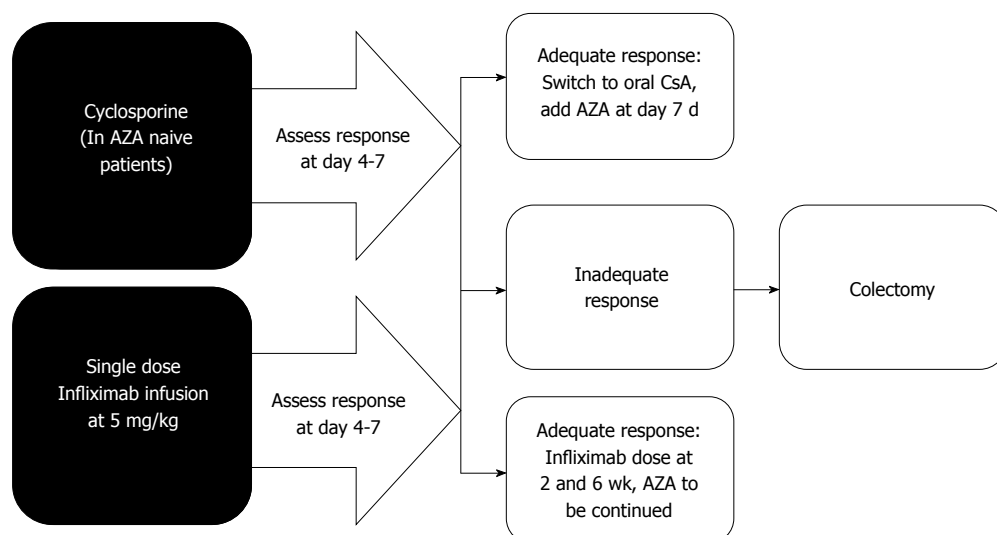 Cyclosporine
(In AZA naive
patients)
Assess response
at day 4-7
Adequate response:
Switch to oral CsA,
add AZA at day 7 d
Inadequate
response
Colectomy
Single dose
Infliximab infusion
at 5 mg/kg
Assess response
at day 4-7
Adequate response:
Infliximab dose at
2 and 6 wk, AZA to
be continued